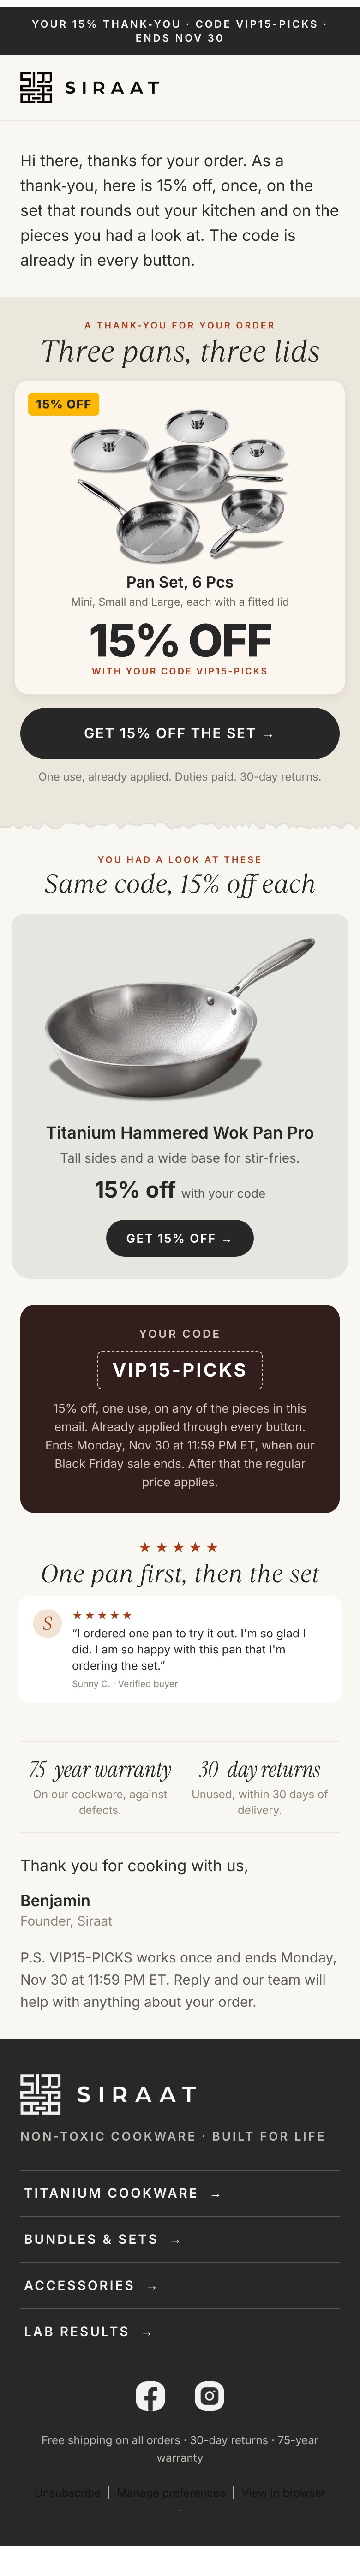 YOUR 15% THANK-YOU · CODE VIP15-PICKS ·
ENDS NOV 30
SIRAAT
Hi there, thanks for your order. As a
thank-you, here is 15% off, once, on the
set that rounds out your kitchen and on the
pieces you had a look at. The code is
already in every button.
A THANK-YOU FOR YOUR ORDER
Three pans, three lids
15% OFF
Pan Set, 6 Pcs
Mini, Small and Large, each with a fitted lid
15% OFF
WITH YOUR CODE VIP15-PICKS
GET 15% OFF THE SET →
One use, already applied. Duties paid. 30-day returns.
YOU HAD A LOOK AT THESE
Same code, 15% off each
Titanium Hammered Wok Pan Pro
Tall sides and a wide base for stir-fries.
15% off with your code
GET 15% OFF →
YOUR CODE
VIP15-PICKS
15% off, one use, on any of the pieces in this
email. Already applied through every button.
Ends Monday, Nov 30 at 11:59 PM ET, when our
Black Friday sale ends. After that the regular
price applies.
★★★★★
One pan first, then the set
S
★★★★★
“I ordered one pan to try it out. I'm so glad I
did. I am so happy with this pan that I'm
ordering the set.”
Sunny C. · Verified buyer
75-year warranty
On our cookware, against
defects.
30-day returns
Unused, within 30 days of
delivery.
Thank you for cooking with us,
Benjamin
Founder, Siraat
P.S. VIP15-PICKS works once and ends Monday,
Nov 30 at 11:59 PM ET. Reply and our team will
help with anything about your order.
SIRAAT
NON-TOXIC COOKWARE · BUILT FOR LIFE
TITANIUM COOKWARE →
BUNDLES & SETS →
ACCESSORIES →
LAB RESULTS →
Free shipping on all orders · 30-day returns · 75-year
warranty
Unsubscribe | Manage preferences | View in browser
·